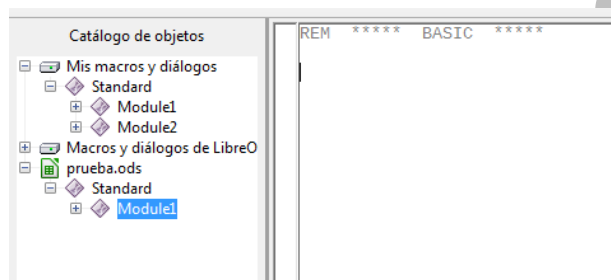 Catálogo de objetos
Mis macros y diálogos
Standard
Module1
Module2
Macros y diálogos de LibreO
prueba.ods
Standard
Module1
REM ***** BASIC *****